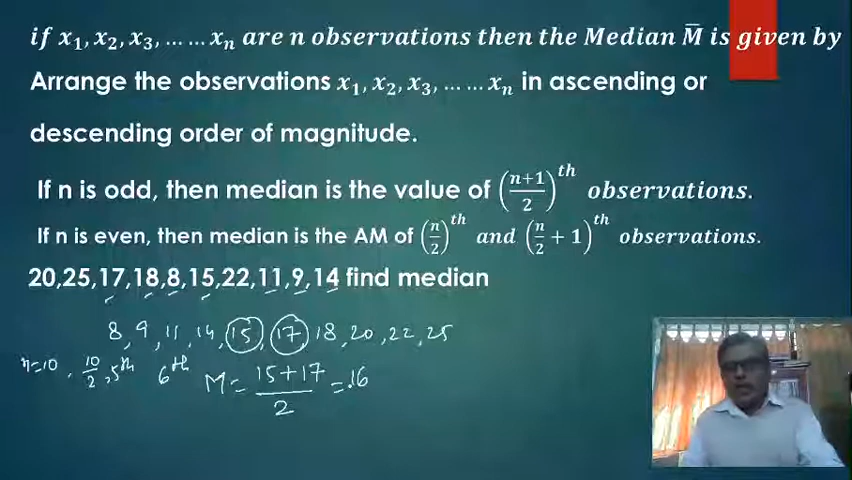 if x₁, x₂, x₃, ... ... xₙ are n observations then the Median M̄ is given by
Arrange the observations x₁, x₂, x₃, ... ... xₙ in ascending or
descending order of magnitude.
If n is odd, then median is the value of ((n+1)/2)ᵗʰ observations.
If n is even, then median is the AM of (n/2)ᵗʰ and (n/2 + 1)ᵗʰ observations.
20,25,17,18,8,15,22,11,9,14 find median
8, 9, 11, 14, 15, 17, 18, 20, 22, 25
n=10, 10/2, 5ᵗʰ 6ᵗʰ M = (15+17)/2 = 16